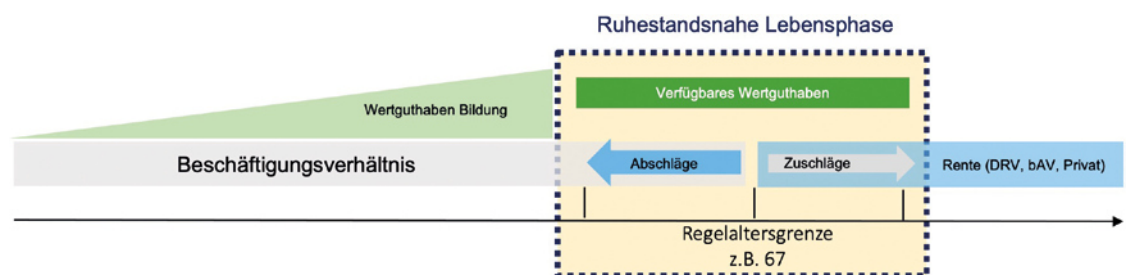 Ruhestandsnahe Lebensphase
Verfügbares Wertguthaben
Wertguthaben Bildung
Beschäftigungsverhältnis
Abschläge
Zuschläge
Rente (DRV, bAV, Privat)
Regelaltersgrenze
z.B. 67